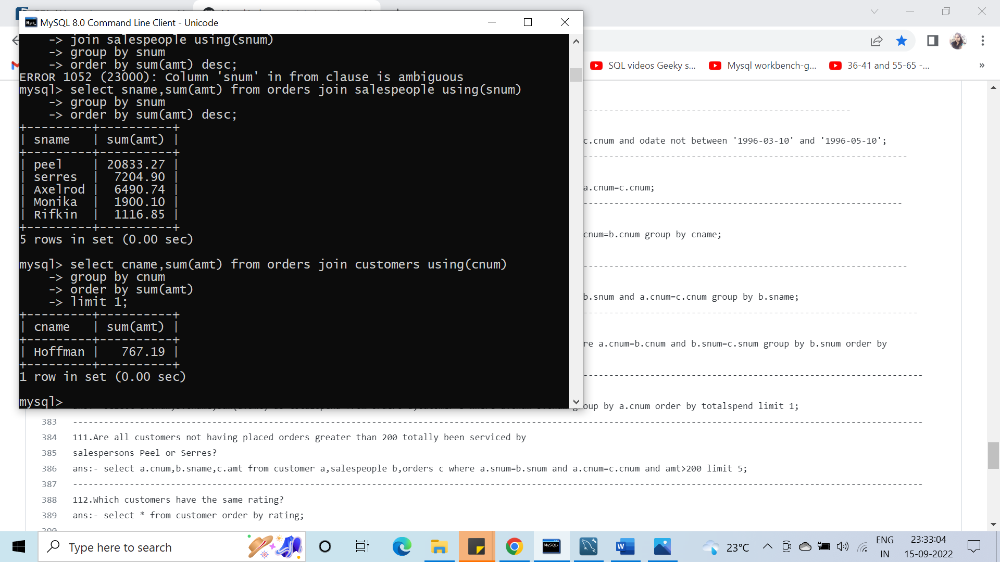 MySQL 8.0 Command Line Client - Unicode
-> join salespeople using(snum)
-> group by snum
-> order by sum(amt) desc;
ERROR 1052 (23000): Column 'snum' in from clause is ambiguous
mysql> select sname,sum(amt) from orders join salespeople using(snum)
-> group by snum
-> order by sum(amt) desc;
+---------+----------+
| sname | sum(amt) |
+---------+----------+
| peel | 20833.27 |
| serres | 7204.90 |
| Axelrod | 6490.74 |
| Monika | 1900.10 |
| Rifkin | 1116.85 |
+---------+----------+
5 rows in set (0.00 sec)
mysql> select cname,sum(amt) from orders join customers using(cnum)
-> group by cnum
-> order by sum(amt)
-> limit 1;
+---------+----------+
| cname | sum(amt) |
+---------+----------+
| Hoffman | 767.19 |
+---------+----------+
1 row in set (0.00 sec)
mysql>
SQL videos Geeky s... Mysql workbench-g... 36-41 and 55-65 -... »
c.cnum and odate not between '1996-03-10' and '1996-05-10';
a.cnum=c.cnum;
cnum=b.cnum group by cname;
b.snum and a.cnum=c.cnum group by b.sname;
re a.cnum=b.cnum and b.snum=c.snum group by b.snum order by
oup by a.cnum order by totalspend limit 1;
383
384 111.Are all customers not having placed orders greater than 200 totally been serviced by
385 salespersons Peel or Serres?
386 ans:- select a.cnum,b.sname,c.amt from customer a,salespeople b,orders c where a.snum=b.snum and a.cnum=c.cnum and amt>200 limit 5;
387
388 112.Which customers have the same rating?
389 ans:- select * from customer order by rating;
Type here to search
MySQL>
W
23°C
ENG
IN
23:33:04
15-09-2022